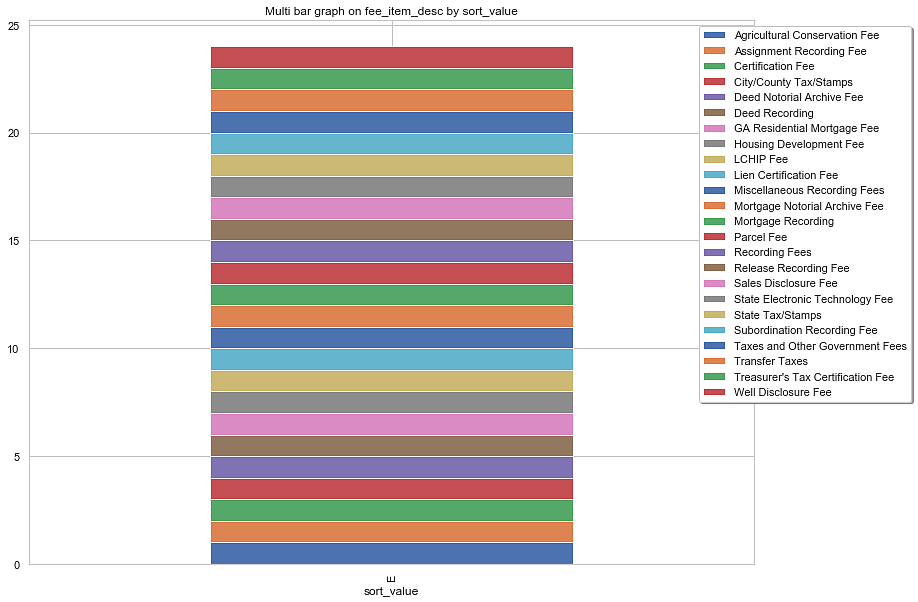 Multi bar graph on fee_item_desc by sort_value
25
20
15
10
5
0
E
sort_value
Agricultural Conservation Fee
Assignment Recording Fee
Certification Fee
City/County Tax/Stamps
Deed Notorial Archive Fee
Deed Recording
GA Residential Mortgage Fee
Housing Development Fee
LCHIP Fee
Lien Certification Fee
Miscellaneous Recording Fees
Mortgage Notorial Archive Fee
Mortgage Recording
Parcel Fee
Recording Fees
Release Recording Fee
Sales Disclosure Fee
State Electronic Technology Fee
State Tax/Stamps
Subordination Recording Fee
Taxes and Other Government Fees
Transfer Taxes
Treasurer's Tax Certification Fee
Well Disclosure Fee